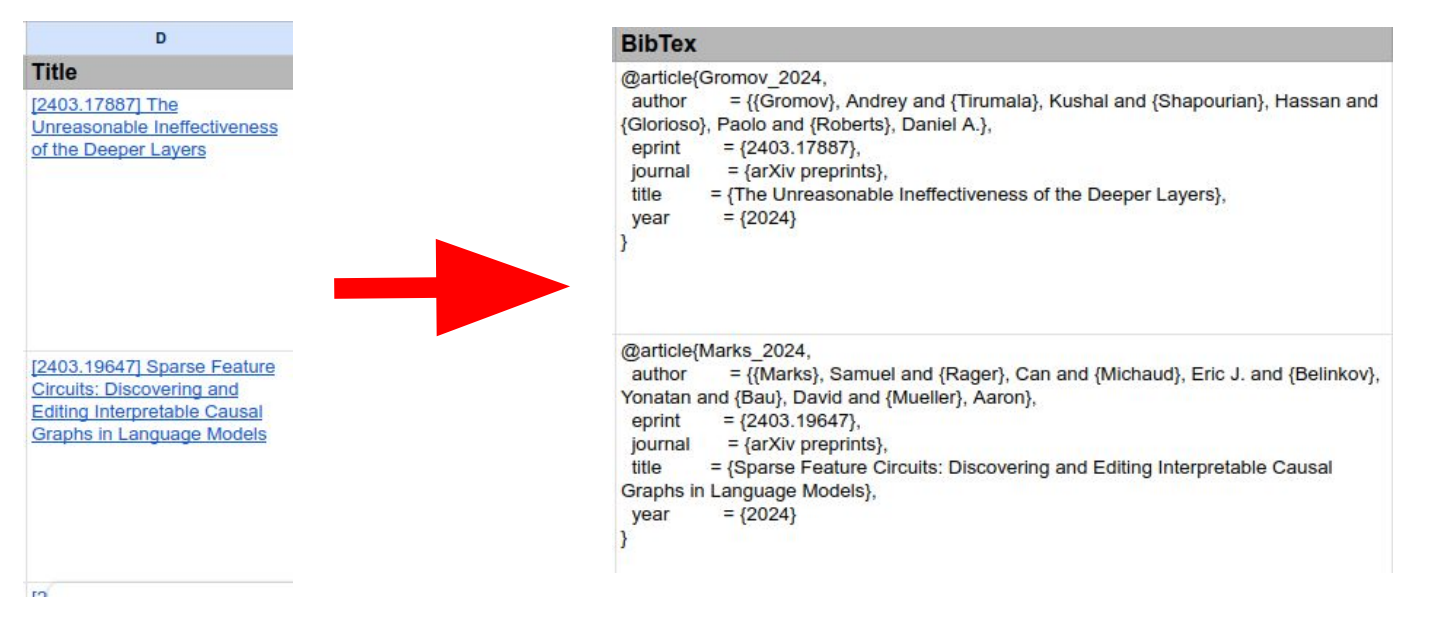 D
Title
[2403.17887] The
Unreasonable Ineffectiveness
of the Deeper Layers
[2403.19647] Sparse Feature
Circuits: Discovering and
Editing Interpretable Causal
Graphs in Language Models
BibTex
@article{Gromov_2024,
author = {{Gromov}, Andrey and {Tirumala}, Kushal and {Shapourian}, Hassan and
{Glorioso}, Paolo and {Roberts}, Daniel A.},
eprint = {2403.17887},
journal = {arXiv preprints},
title = {The Unreasonable Ineffectiveness of the Deeper Layers},
year = {2024}
}
@article{Marks_2024,
author = {{Marks}, Samuel and {Rager}, Can and {Michaud}, Eric J. and {Belinkov},
Yonatan and {Bau}, David and {Mueller}, Aaron},
eprint = {2403.19647},
journal = {arXiv preprints},
title = {Sparse Feature Circuits: Discovering and Editing Interpretable Causal
Graphs in Language Models},
year = {2024}
}